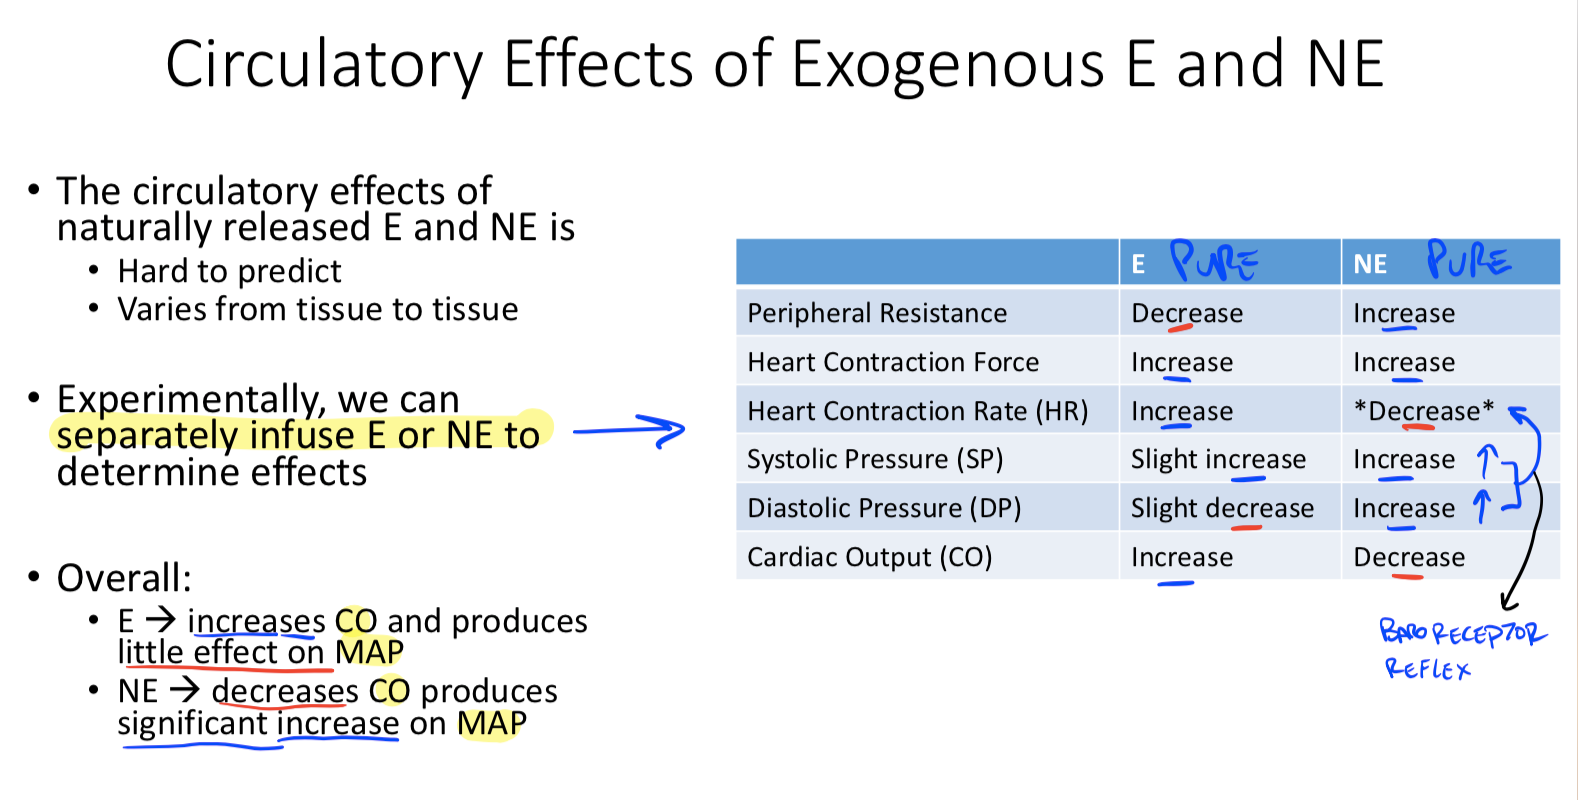 Circulatory Effects of Exogenous E and NE
• The circulatory effects of
naturally released E and NE is
• Hard to predict
• Varies from tissue to tissue
• Experimentally, we can
separately infuse E or NE to
determine effects
• Overall:
• E → increases CO and produces
little effect on MAP
• NE → decreases CO produces
significant increase on MAP
E PURE NE PURE
Peripheral Resistance Decrease Increase
Heart Contraction Force Increase Increase
Heart Contraction Rate (HR) Increase *Decrease*
Systolic Pressure (SP) Slight increase Increase ↑
Diastolic Pressure (DP) Slight decrease Increase ↑
Cardiac Output (CO) Increase Decrease
BARORECEPTOR
REFLEX